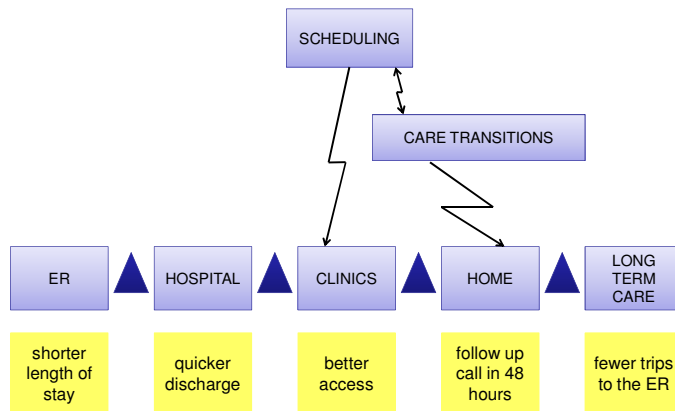 SCHEDULING
CARE TRANSITIONS
ER
HOSPITAL
CLINICS
HOME
LONG
TERM
CARE
shorter
length of
stay
quicker
discharge
better
access
follow up
call in 48
hours
fewer trips
to the ER